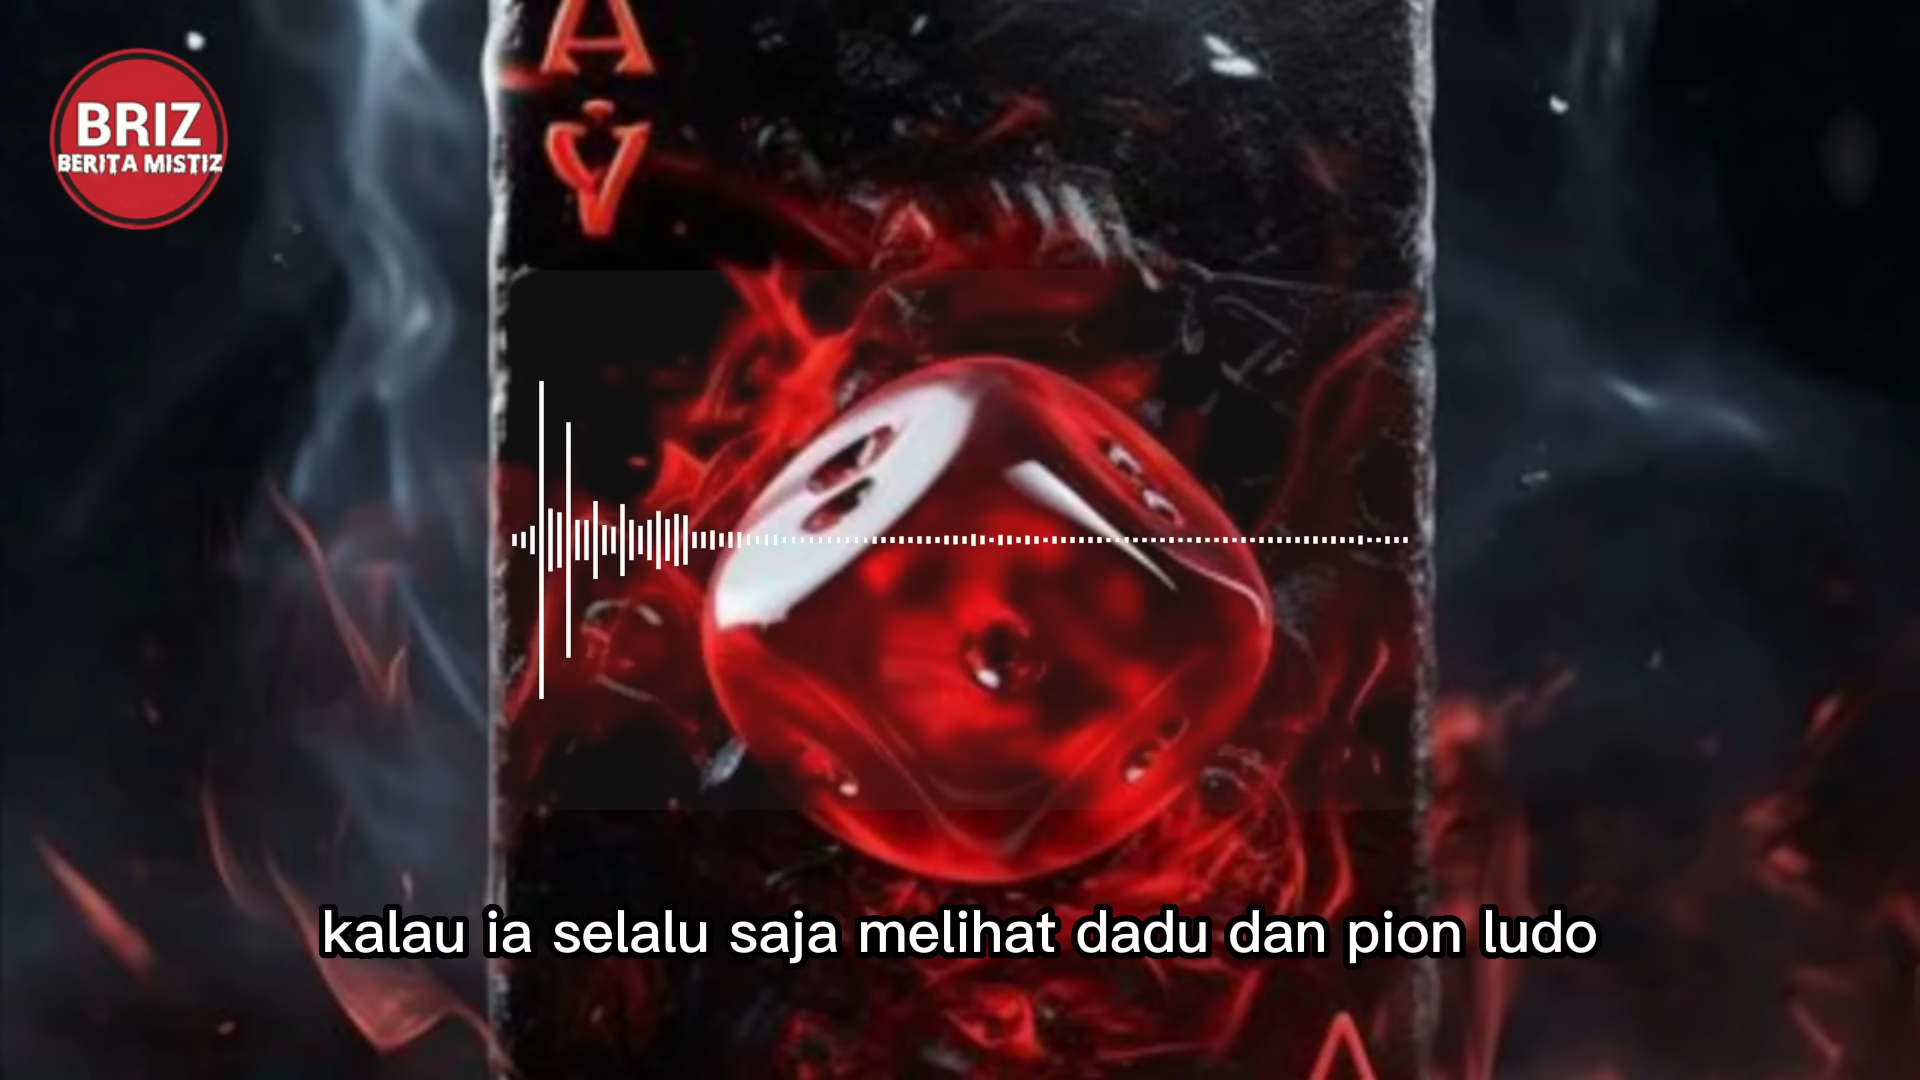 A
BRIZ
BERITA MISTIZ
kalau ia selalu saja melihat dadu dan pion ludo